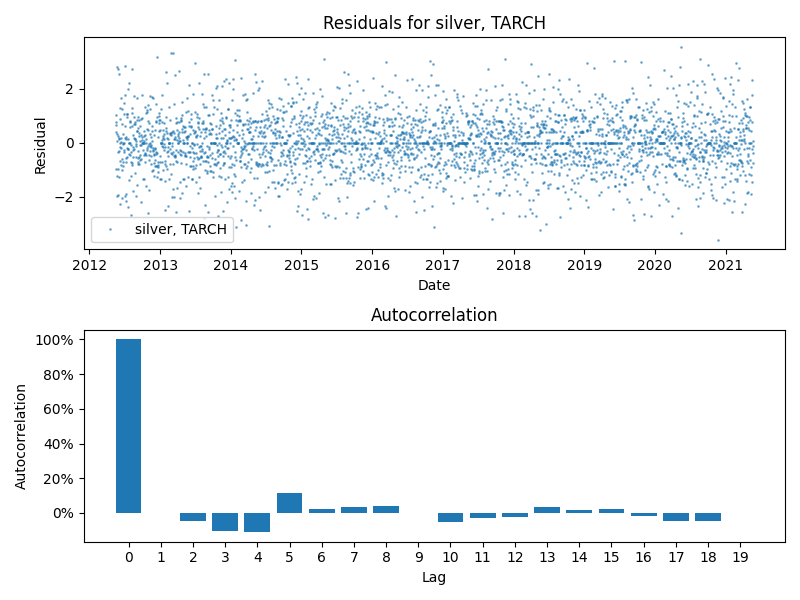 Residuals for silver, TARCH
2
0
−2
Residual
silver, TARCH
2012 2013 2014 2015 2016 2017 2018 2019 2020 2021
Date
Autocorrelation
100%
80%
60%
40%
20%
0%
Autocorrelation
0 1 2 3 4 5 6 7 8 9 10 11 12 13 14 15 16 17 18 19
Lag